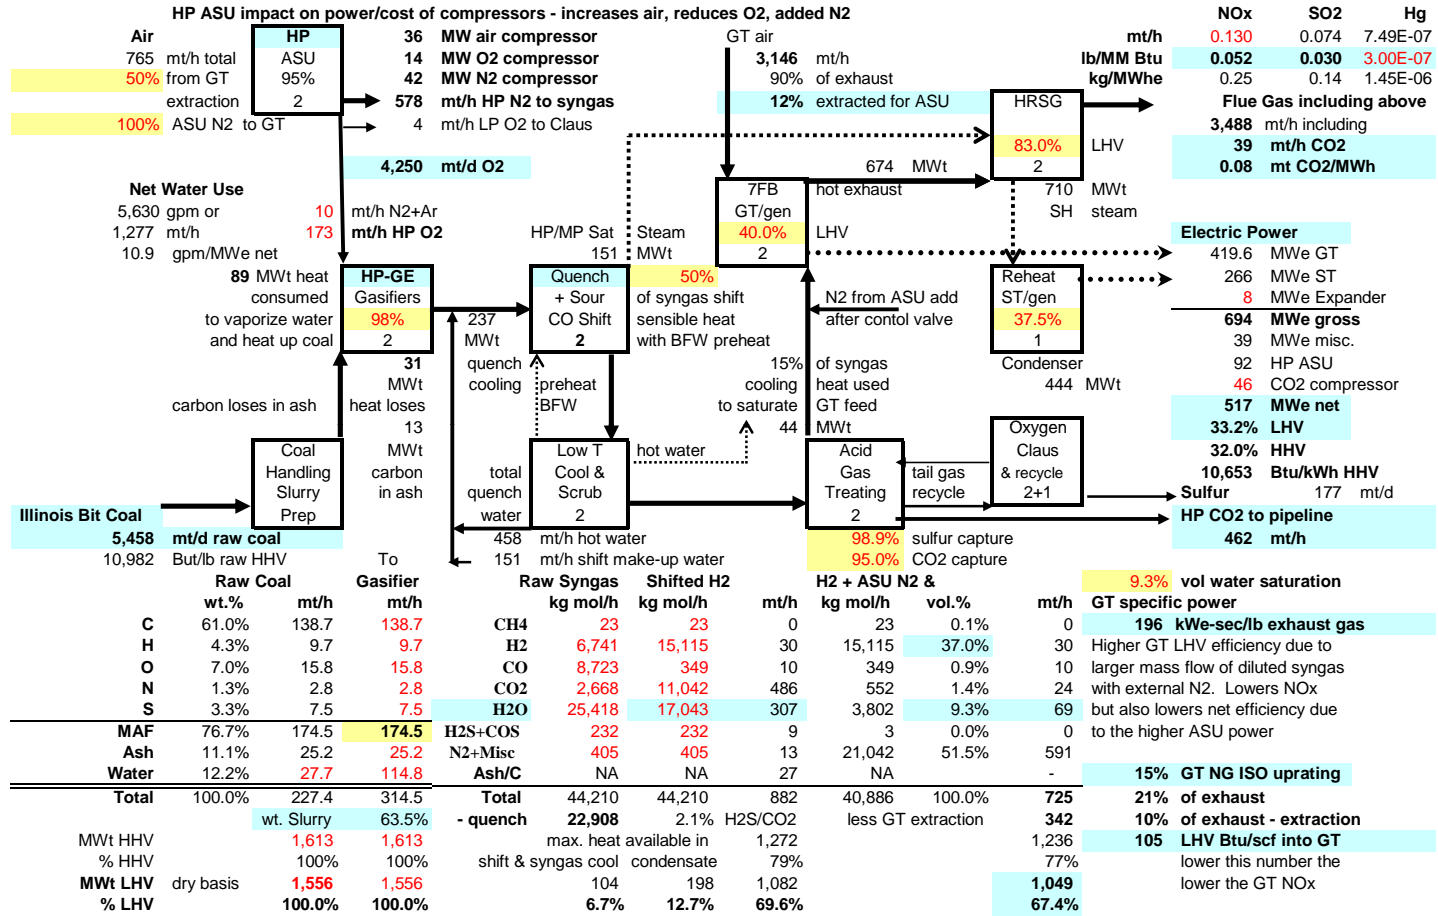 HP ASU impact on power/cost of compressors - increases air, reduces O2, added N2
NOx SO2 Hg
Air HP 36 MW air compressor GT air mt/h 0.130 0.074 7.49E-07
765 mt/h total ASU 14 MW O2 compressor 3,146 mt/h lb/MM Btu 0.052 0.030 3.00E-07
50% from GT 95% 42 MW N2 compressor 90% of exhaust kg/MWhe 0.25 0.14 1.45E-06
extraction 2 578 mt/h HP N2 to syngas 12% extracted for ASU HRSG Flue Gas including above
100% ASU N2 to GT 4 mt/h LP O2 to Claus 3,488 mt/h including
83.0% LHV 39 mt/h CO2
4,250 mt/d O2 674 MWt 2 0.08 mt CO2/MWh
Net Water Use 7FB hot exhaust 710 MWt
5,630 gpm or 10 mt/h N2+Ar GT/gen SH steam
1,277 mt/h 173 mt/h HP O2 HP/MP Sat Steam 40.0% LHV Electric Power
10.9 gpm/MWe net 151 MWt 2 419.6 MWe GT
89 MWt heat HP-GE Quench 50% Reheat 266 MWe ST
consumed Gasifiers + Sour of syngas shift N2 from ASU add ST/gen 8 MWe Expander
to vaporize water 98% 237 CO Shift sensible heat after contol valve 37.5% 694 MWe gross
and heat up coal 2 MWt 2 with BFW preheat 1 39 MWe misc.
31 quench 15% of syngas Condenser 92 HP ASU
MWt cooling preheat cooling heat used 444 MWt 46 CO2 compressor
carbon loses in ash heat loses BFW to saturate GT feed 517 MWe net
13 44 MWt Oxygen 33.2% LHV
Coal MWt Low T hot water Acid Claus 32.0% HHV
Handling carbon total Cool & Gas tail gas & recycle 10,653 Btu/kWh HHV
Slurry in ash quench Scrub Treating recycle 2+1 Sulfur 177 mt/d
Illinois Bit Coal Prep water 2 2 HP CO2 to pipeline
5,458 mt/d raw coal 458 mt/h hot water 98.9% sulfur capture 462 mt/h
10,982 But/lb raw HHV To 151 mt/h shift make-up water 95.0% CO2 capture
Raw Coal Gasifier Raw Syngas Shifted H2 H2 + ASU N2 & 9.3% vol water saturation
wt.% mt/h mt/h kg mol/h kg mol/h mt/h kg mol/h vol.% mt/h GT specific power
C 61.0% 138.7 138.7 CH4 23 23 0 23 0.1% 0 196 kWe-sec/lb exhaust gas
H 4.3% 9.7 9.7 H2 6,741 15,115 30 15,115 37.0% 30 Higher GT LHV efficiency due to
O 7.0% 15.8 15.8 CO 8,723 349 10 349 0.9% 10 larger mass flow of diluted syngas
N 1.3% 2.8 2.8 CO2 2,668 11,042 486 552 1.4% 24 with external N2. Lowers NOx
S 3.3% 7.5 7.5 H2O 25,418 17,043 307 3,802 9.3% 69 but also lowers net efficiency due
MAF 76.7% 174.5 174.5 H2S+COS 232 232 9 3 0.0% 0 to the higher ASU power
Ash 11.1% 25.2 25.2 N2+Misc 405 405 13 21,042 51.5% 591
Water 12.2% 27.7 114.8 Ash/C NA NA 27 NA - 15% GT NG ISO uprating
Total 100.0% 227.4 314.5 Total 44,210 44,210 882 40,886 100.0% 725 21% of exhaust
wt. Slurry 63.5% - quench 22,908 2.1% H2S/CO2 less GT extraction 342 10% of exhaust - extraction
MWt HHV 1,613 1,613 max. heat available in 1,272 1,236 105 LHV Btu/scf into GT
% HHV 100% 100% shift & syngas cool condensate 79% 77% lower this number the
MWt LHV dry basis 1,556 1,556 104 198 1,082 1,049 lower the GT NOx
% LHV 100.0% 100.0% 6.7% 12.7% 69.6% 67.4%